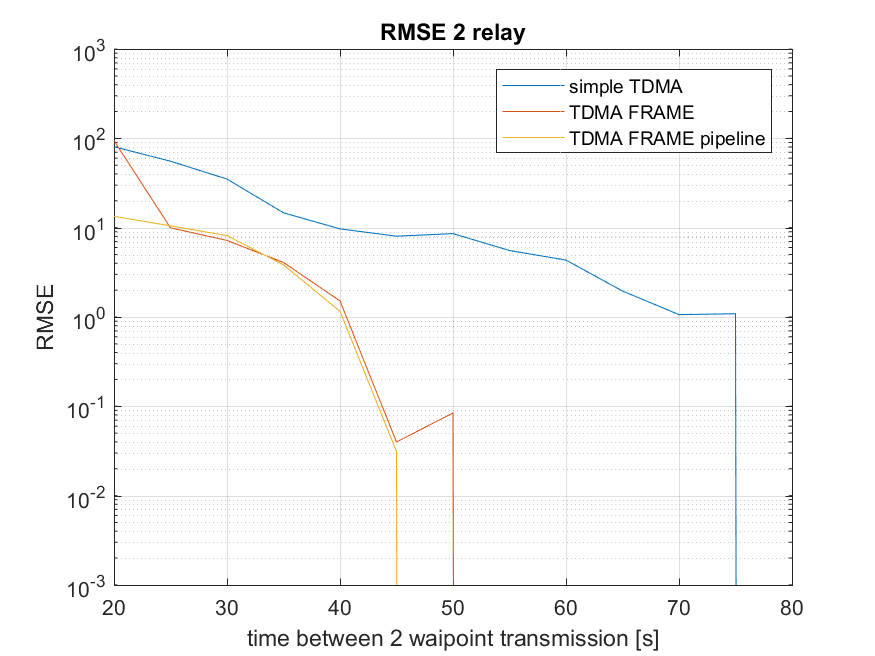 RMSE 2 relay
10^3
10^2
10^1
10^0
10^-1
10^-2
10^-3
RMSE
simple TDMA
TDMA FRAME
TDMA FRAME pipeline
20 30 40 50 60 70 80
time between 2 waipoint transmission [s]